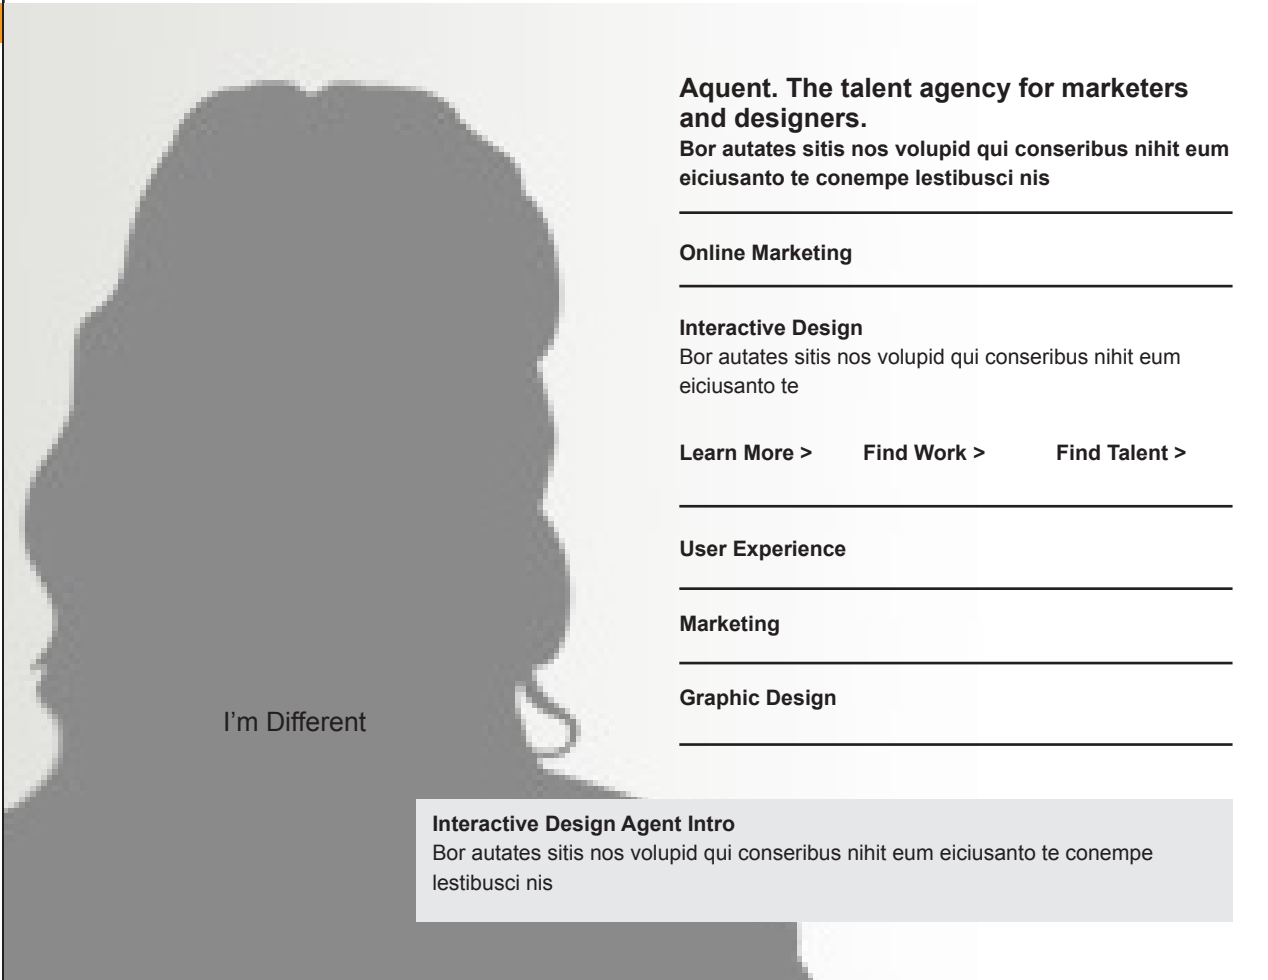 Aquent. The talent agency for marketers
and designers.
Bor autates sitis nos volupid qui conseribus nihit eum
eiciusanto te conempe lestibusci nis
Online Marketing
Interactive Design
Bor autates sitis nos volupid qui conseribus nihit eum
eiciusanto te
Learn More > Find Work > Find Talent >
User Experience
Marketing
Graphic Design
I'm Different
Interactive Design Agent Intro
Bor autates sitis nos volupid qui conseribus nihit eum eiciusanto te conempe
lestibusci nis